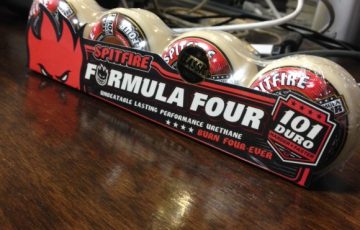 SPITFIRE
FORMULA FOUR
UNBEATABLE LASTING PERFORMANCE URETHANE
BURN FOUR-EVER
101
DURO
SPITFIRE
SPITFIRE